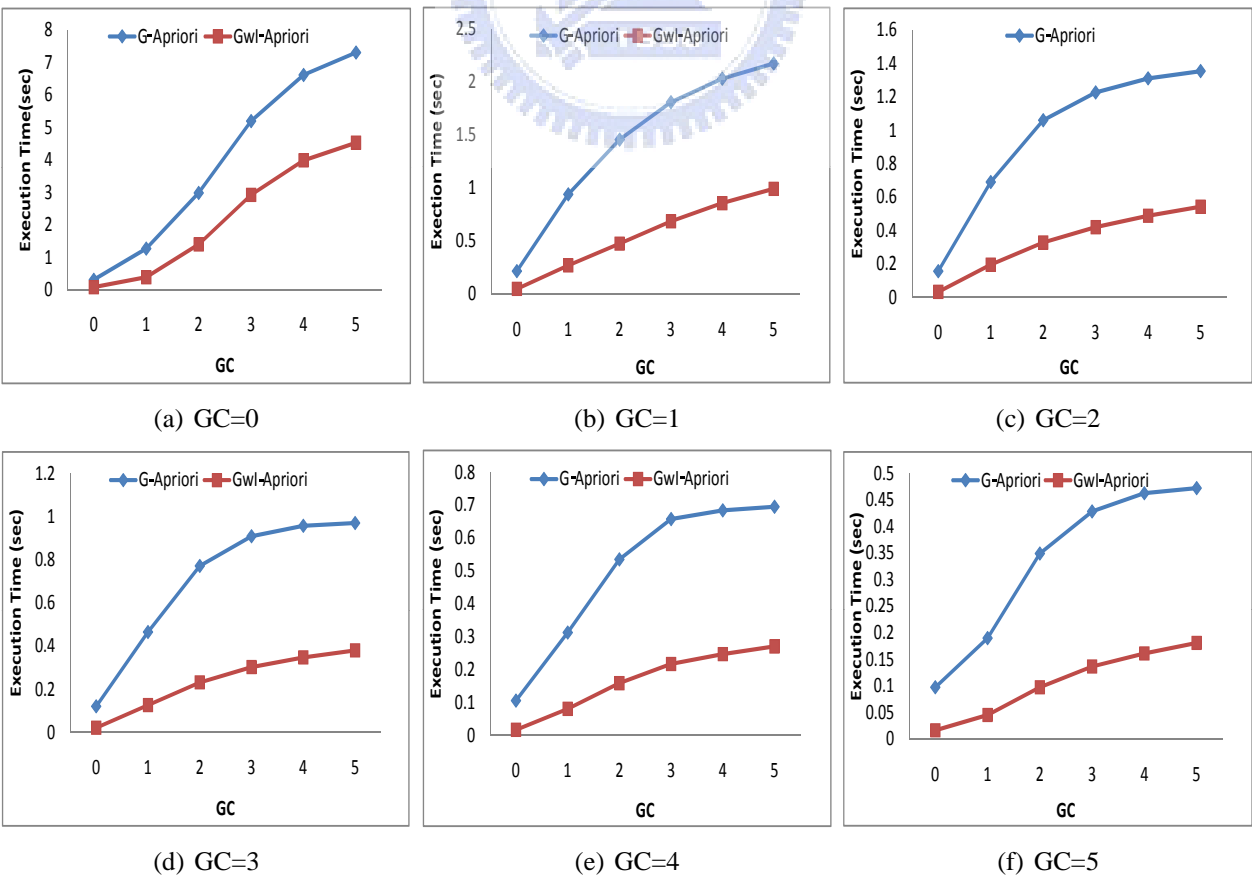 G-Apriori Gwl-Apriori
8
7
6
5
4
3
2
1
0
Execution Time(sec)
0 1 2 3 4 5
GC
(a) GC=0
G-Apriori Gwl-Apriori
2.5
2
1.5
1
0.5
0
Exection Time (sec)
0 1 2 3 4 5
GC
(b) GC=1
G-Apriori
1.6
1.4
1.2
1
0.8
0.6
0.4
0.2
0
Execution Time (sec)
0 1 2 3 4 5
GC
(c) GC=2
G-Apriori Gwl-Apriori
1.2
1
0.8
0.6
0.4
0.2
0
Execution Time (sec)
0 1 2 3 4 5
GC
(d) GC=3
G-Apriori Gwl-Apriori
0.8
0.7
0.6
0.5
0.4
0.3
0.2
0.1
0
Execution Time (sec)
0 1 2 3 4 5
GC
(e) GC=4
G-Apriori Gwl-Apriori
0.5
0.45
0.4
0.35
0.3
0.25
0.2
0.15
0.1
0.05
0
Execution Time (sec)
0 1 2 3 4 5
GC
(f) GC=5